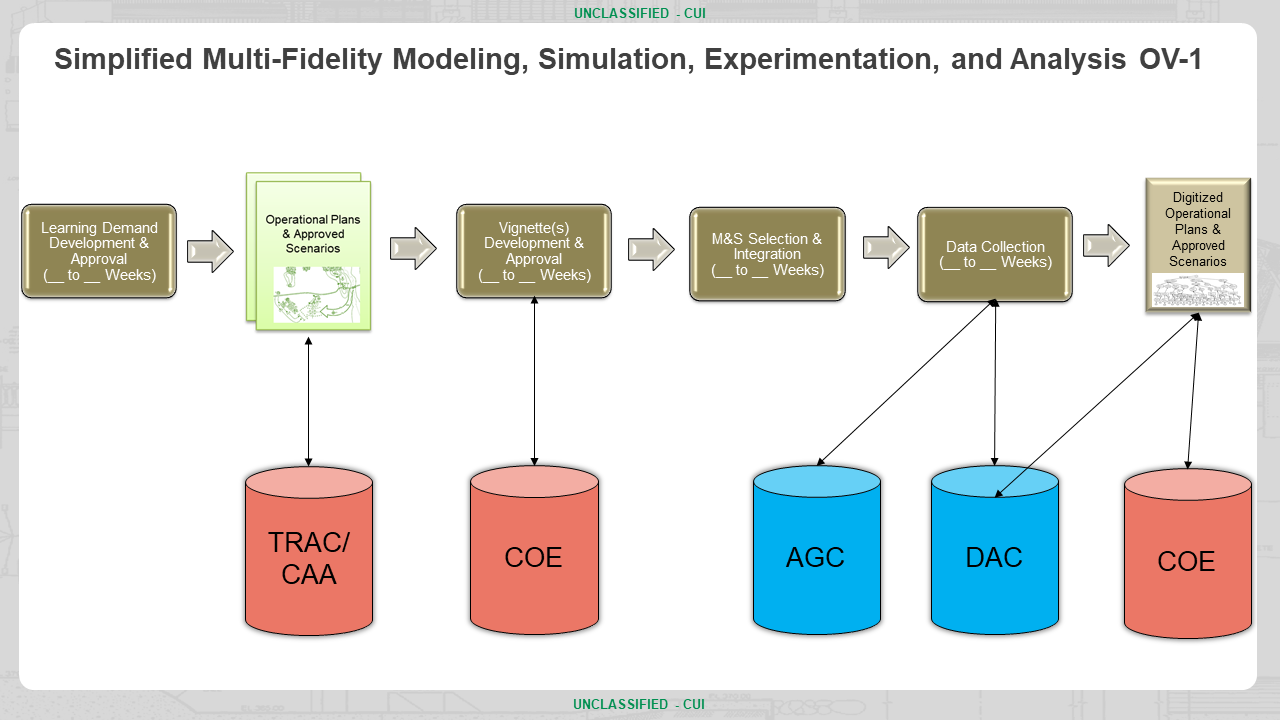 UNCLASSIFIED - CUI
Simplified Multi-Fidelity Modeling, Simulation, Experimentation, and Analysis OV-1
Learning Demand
Development &
Approval
(__ to __ Weeks)
Operational Plans
& Approved
Scenarios
Vignette(s)
Development &
Approval
(__ to __ Weeks)
M&S Selection &
Integration
(__ to __ Weeks)
Data Collection
(__ to __ Weeks)
Digitized
Operational
Plans &
Approved
Scenarios
TRAC/
CAA
COE
AGC
DAC
COE
UNCLASSIFIED - CUI